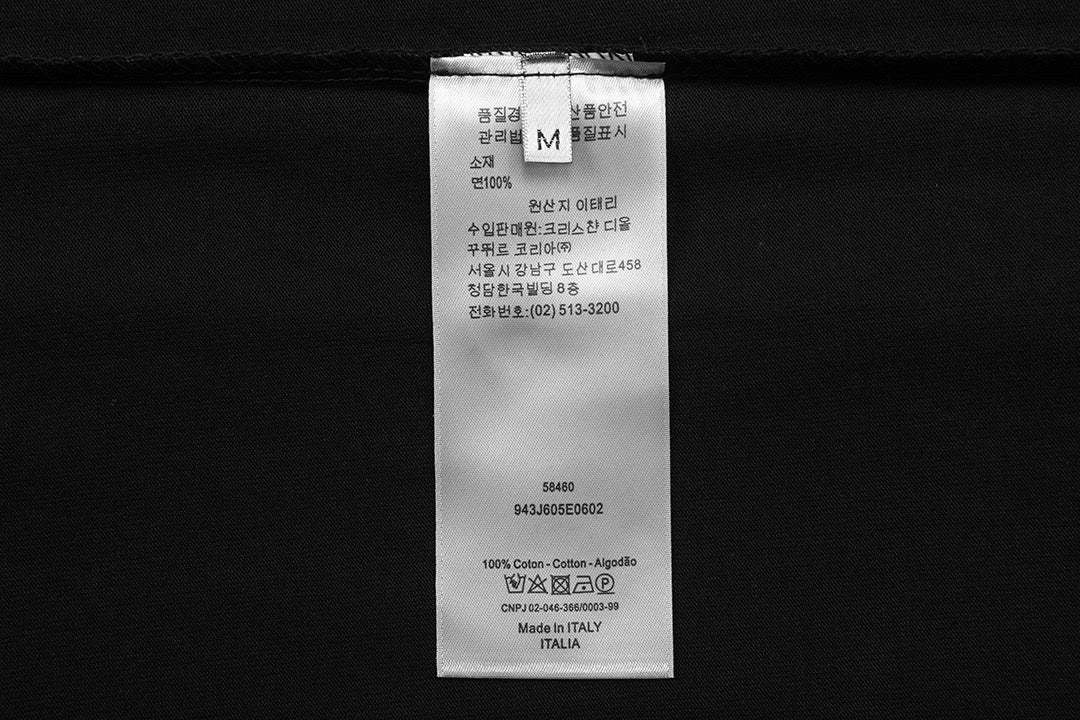 품질경 산품안전
관리법 품질표시
M
소재
면100%
원산지 이태리
수입판매원:크리스챤 디올
꾸뛰르 코리아㈜
서울시 강남구 도산대로458
청담한국빌딩 8층
전화번호:(02) 513-3200
58460
943J605E0602
100% Coton - Cotton - Algodão
CNPJ 02-046-366/0003-99
Made In ITALY
ITALIA